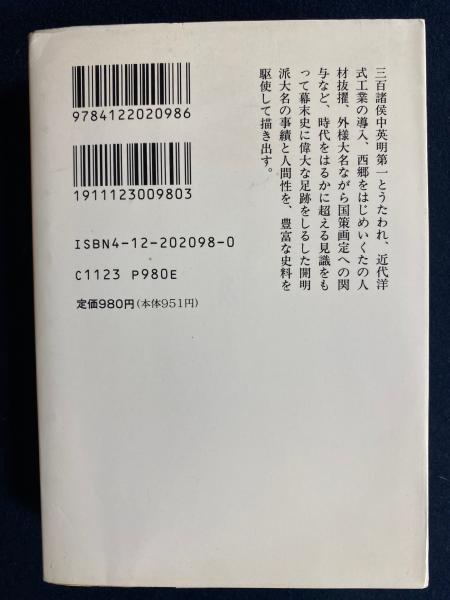 三百諸侯中英明第一とうたわれ、近代洋
式工業の導入、西郷をはじめいくたの人
材抜擢、外様大名ながら国策画定への関
与など、時代をはるかに超える見識をも
って幕末史に偉大な足跡をしるした開明
派大名の事績と人間性を、豊富な史料を
駆使して描き出す。
9784122020986
1911123009803
ISBN4-12-202098-0
C1123 P980E
定価980円(本体951円)